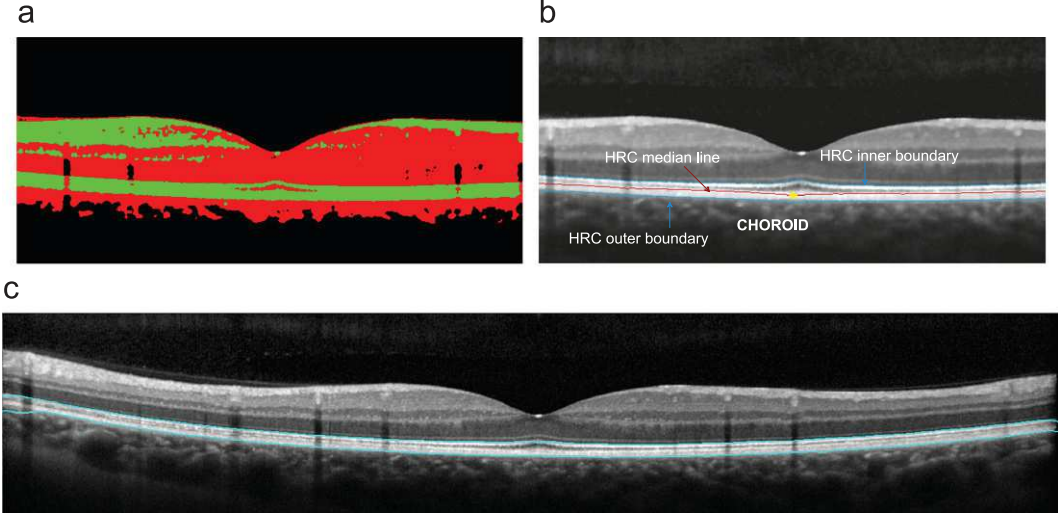 a
b
HRC median line
HRC inner boundary
CHOROID
HRC outer boundary
c